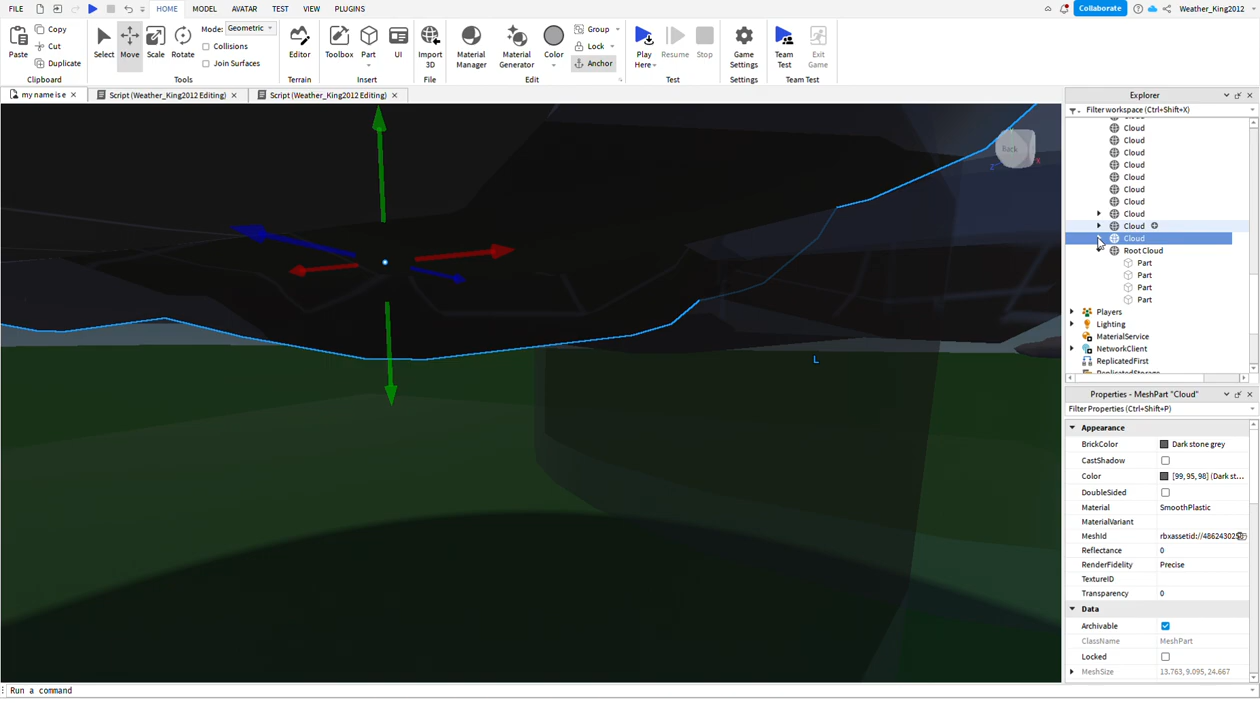 FILE HOME MODEL AVATAR TEST VIEW PLUGINS Collaborate Weather_King2012
Paste Copy Cut Duplicate Clipboard
Select Move Scale Rotate Mode: Geometric Collisions Join Surfaces Tools
Editor Terrain
Toolbox Part UI Insert
Import 3D File
Material Manager Material Generator Color Group Lock Anchor Edit
Play Here Resume Stop Test
Game Settings Settings
Team Test Exit Game Team Test
my name is e Script (Weather_King2012 Editing) Script (Weather_King2012 Editing)
Back
X
Z
L
Explorer
Filter workspace (Ctrl+Shift+X)
Cloud
Cloud
Cloud
Cloud
Cloud
Cloud
Cloud
Cloud
Cloud
Cloud
Root Cloud
Part
Part
Part
Part
Players
Lighting
MaterialService
NetworkClient
ReplicatedFirst
ReplicatedStorage
Properties - MeshPart "Cloud"
Filter Properties (Ctrl+Shift+P)
Appearance
BrickColor Dark stone grey
CastShadow
Color [99, 95, 98] (Dark st...
DoubleSided
Material SmoothPlastic
MaterialVariant
MeshId
Reflectance 0
RenderFidelity Precise
TextureID
Transparency 0
Data
Archivable
ClassName MeshPart
Locked
MeshSize 13.763, 9.095, 24.667
Run a command